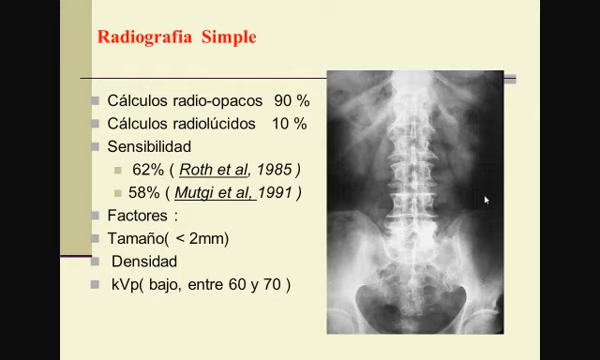 Radiografia Simple
Cálculos radio-opacos 90 %
Cálculos radiolúcidos 10 %
Sensibilidad
62% ( Roth et al, 1985 )
58% ( Mutgi et al, 1991 )
Factores :
Tamaño( < 2mm)
Densidad
kVp( bajo, entre 60 y 70 )